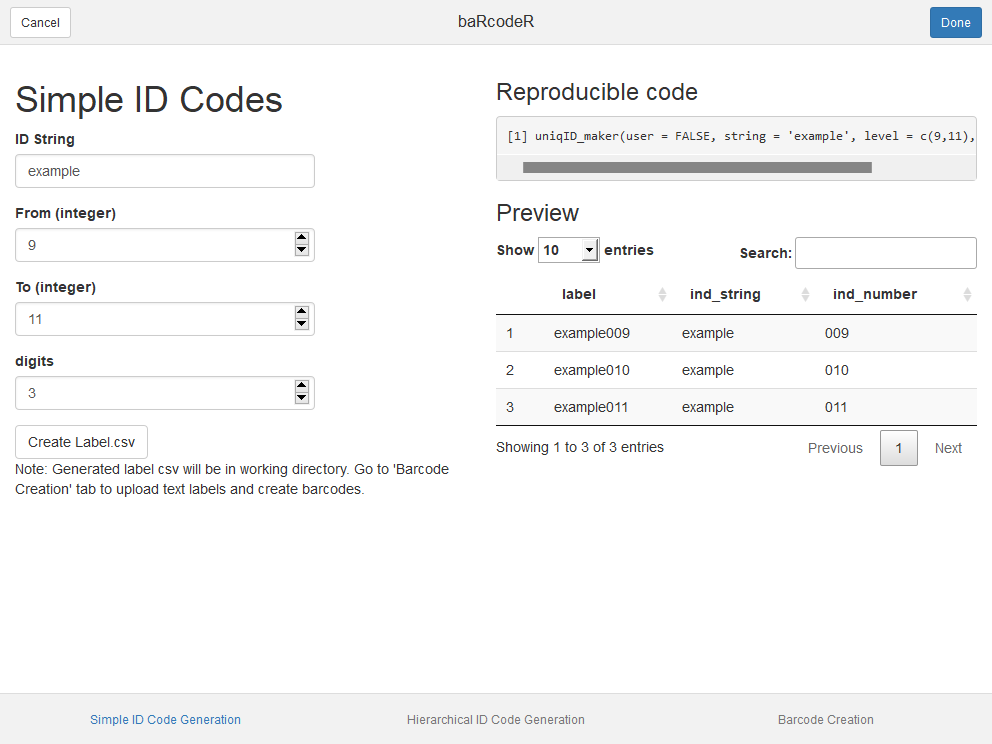 Cancel
baRcodeR
Done
Simple ID Codes
ID String
example
From (integer)
9
To (integer)
11
digits
3
Create Label.csv
Note: Generated label csv will be in working directory. Go to 'Barcode
Creation' tab to upload text labels and create barcodes.
Reproducible code
[1] uniqID_maker(user = FALSE, string = 'example', level = c(9,11),
Preview
Show 10 entries
Search:
label ind_string ind_number
1 example009 example 009
2 example010 example 010
3 example011 example 011
Showing 1 to 3 of 3 entries
Previous 1 Next
Simple ID Code Generation
Hierarchical ID Code Generation
Barcode Creation